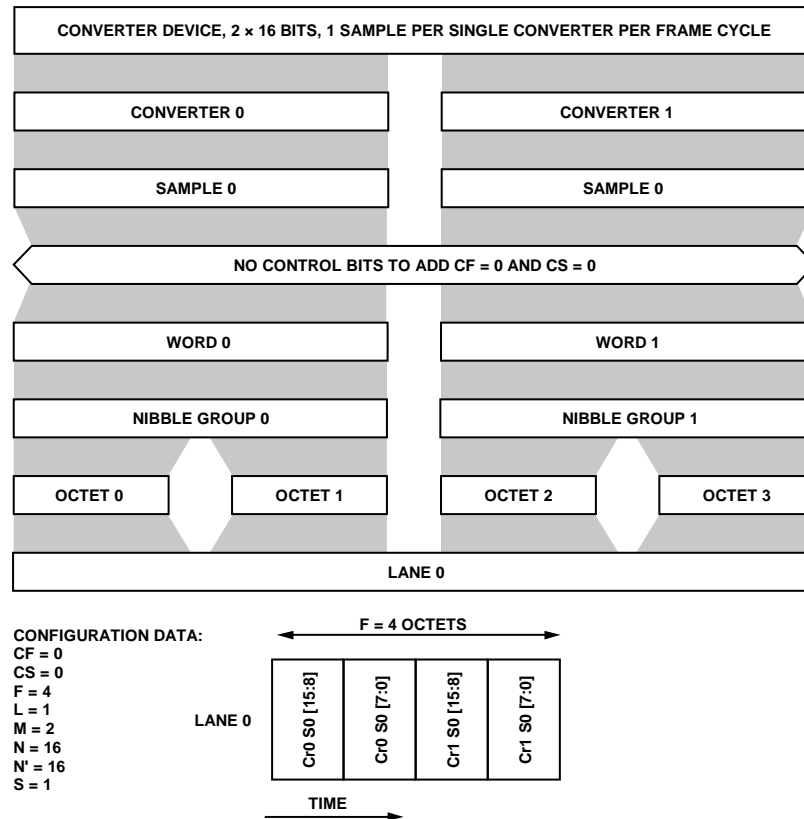 CONVERTER DEVICE, 2 × 16 BITS, 1 SAMPLE PER SINGLE CONVERTER PER FRAME CYCLE
CONVERTER 0
CONVERTER 1
SAMPLE 0
SAMPLE 0
NO CONTROL BITS TO ADD CF = 0 AND CS = 0
WORD 0
WORD 1
NIBBLE GROUP 0
NIBBLE GROUP 1
OCTET 0
OCTET 1
OCTET 2
OCTET 3
LANE 0
CONFIGURATION DATA:
CF = 0
CS = 0
F = 4
L = 1
M = 2
N = 16
N' = 16
S = 1
F = 4 OCTETS
LANE 0
Cr0 S0 [15:8]
Cr0 S0 [7:0]
Cr1 S0 [15:8]
Cr1 S0 [7:0]
TIME